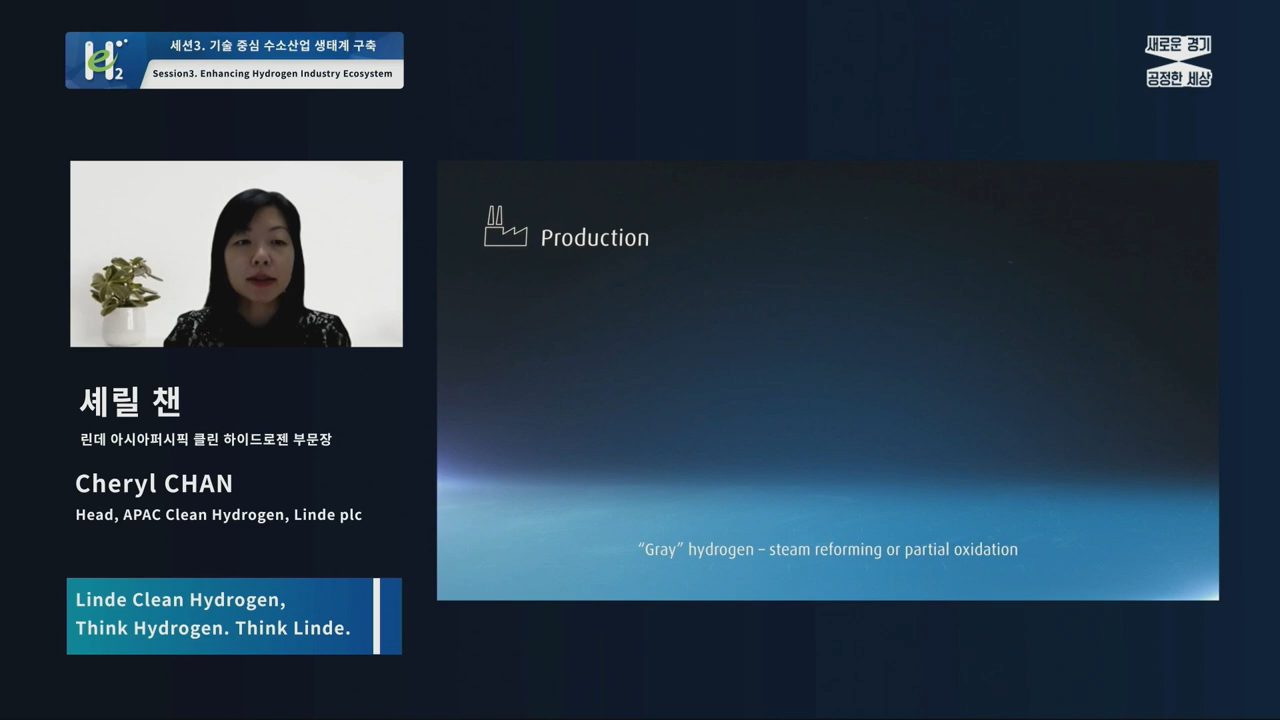 세션3. 기술 중심 수소산업 생태계 구축
H2
e
Session3. Enhancing Hydrogen Industry Ecosystem
새로운 경기
공정한 세상
Production
셰릴 챈
린데 아시아퍼시픽 클린 하이드로젠 부문장
Cheryl CHAN
Head, APAC Clean Hydrogen, Linde plc
“Gray” hydrogen – steam reforming or partial oxidation
Linde Clean Hydrogen,
Think Hydrogen. Think Linde.